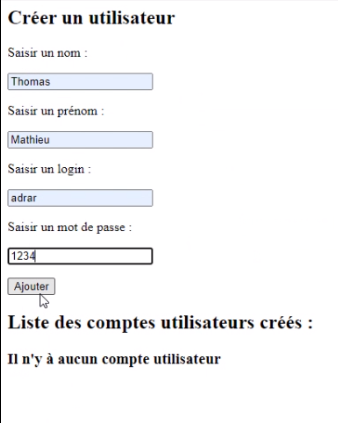 Créer un utilisateur
Saisir un nom :
Thomas
Saisir un prénom :
Mathieu
Saisir un login :
adrar
Saisir un mot de passe :
1234
Ajouter
Liste des comptes utilisateurs créés :
Il n'y à aucun compte utilisateur